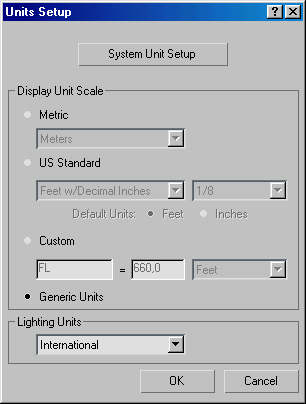 Units Setup
System Unit Setup
Display Unit Scale
Metric
Meters
US Standard
Feet w/Decimal Inches 1/8
Default Units: Feet Inches
Custom
FL = 660,0 Feet
Generic Units
Lighting Units
International
OK Cancel